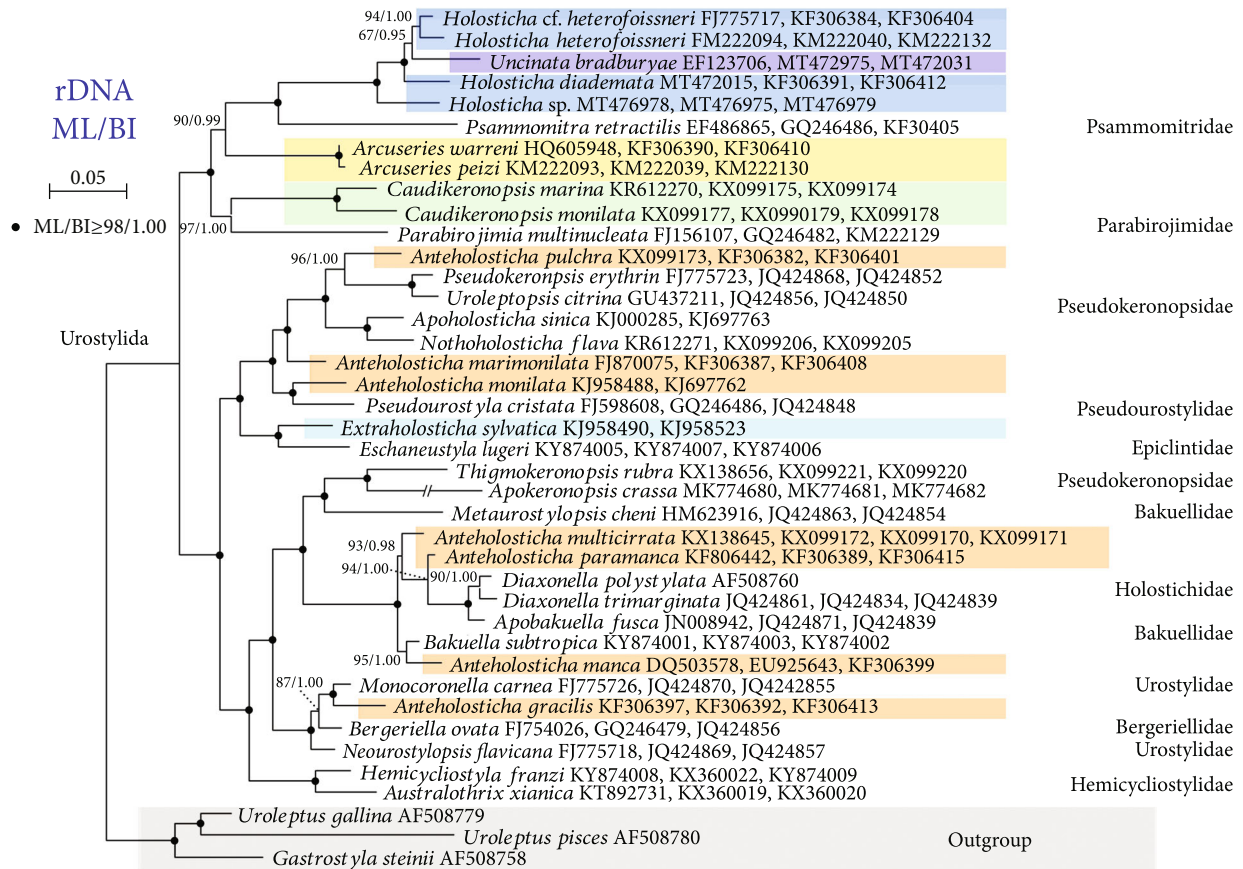 94/1.00
Holosticha cf. heterofoissneri FJ775717, KF306384, KF306404
67/0.95
Holosticha heterofoissneri FM222094, KM222040, KM222132
Uncinata bradburyae EF123706, MT472975, MT472031
Holosticha diademata MT472015, KF306391, KF306412
Holosticha sp. MT476978, MT476975, MT476979
rDNA
ML/BI
90/0.99
Psammomitra retractilis EF486865, GQ246486, KF30405
Psammomitridae
Arcuseries warreni HQ605948, KF306390, KF306410
Arcuseries peizi KM222093, KM222039, KM222130
0.05
Caudikeronopsis marina KR612270, KX099175, KX099174
Caudikeronopsis monilata KX099177, KX0990179, KX099178
ML/BI≥98/1.00
97/1.00
Parabirojimia multinucleata FJ156107, GQ246482, KM222129
Parabirojimidae
96/1.00
Anteholosticha pulchra KX099173, KF306382, KF306401
Pseudokeronpsis erythrin FJ775723, JQ424868, JQ424852
Uroleptopsis citrina GU437211, JQ424856, JQ424850
Pseudokeronopsidae
Apoholosticha sinica KJ000285, KJ697763
Urostylida
Nothoholosticha flava KR612271, KX099206, KX099205
Anteholosticha marimonilata FJ870075, KF306387, KF306408
Anteholosticha monilata KJ958488, KJ697762
Pseudourostyla cristata FJ598608, GQ246486, JQ424848
Pseudourostylidae
Extraholosticha sylvatica KJ958490, KJ958523
Eschaneustyla lugeri KY874005, KY874007, KY874006
Epiclintidae
Thigmokeronopsis rubra KX138656, KX099221, KX099220
Pseudokeronopsidae
Apokeronopsis crassa MK774680, MK774681, MK774682
Metaurostylopsis cheni HM623916, JQ424863, JQ424854
Bakuellidae
Anteholosticha multicirrata KX138645, KX099172, KX099170, KX099171
93/0.98
Anteholosticha paramanca KF806442, KF306389, KF306415
94/1.00
90/1.00
Diaxonella polystylata AF508760
Holostichidae
Diaxonella trimarginata JQ424861, JQ424834, JQ424839
Apobakuella fusca JN008942, JQ424871, JQ424839
Bakuellidae
Bakuella subtropica KY874001, KY874003, KY874002
95/1.00
Anteholosticha manca DQ503578, EU925643, KF306399
87/1.00
Monocoronella carnea FJ775726, JQ424870, JQ4242855
Urostylidae
Anteholosticha gracilis KF306397, KF306392, KF306413
Bergeriella ovata FJ754026, GQ246479, JQ424856
Bergeriellidae
Neourostylopsis flavicana FJ775718, JQ424869, JQ424857
Urostylidae
Hemicycliostyla franzi KY874008, KX360022, KY874009
Hemicycliostylidae
Australothrix xianica KT892731, KX360019, KX360020
Uroleptus gallina AF508779
Uroleptus pisces AF508780
Outgroup
Gastrostyla steinii AF508758